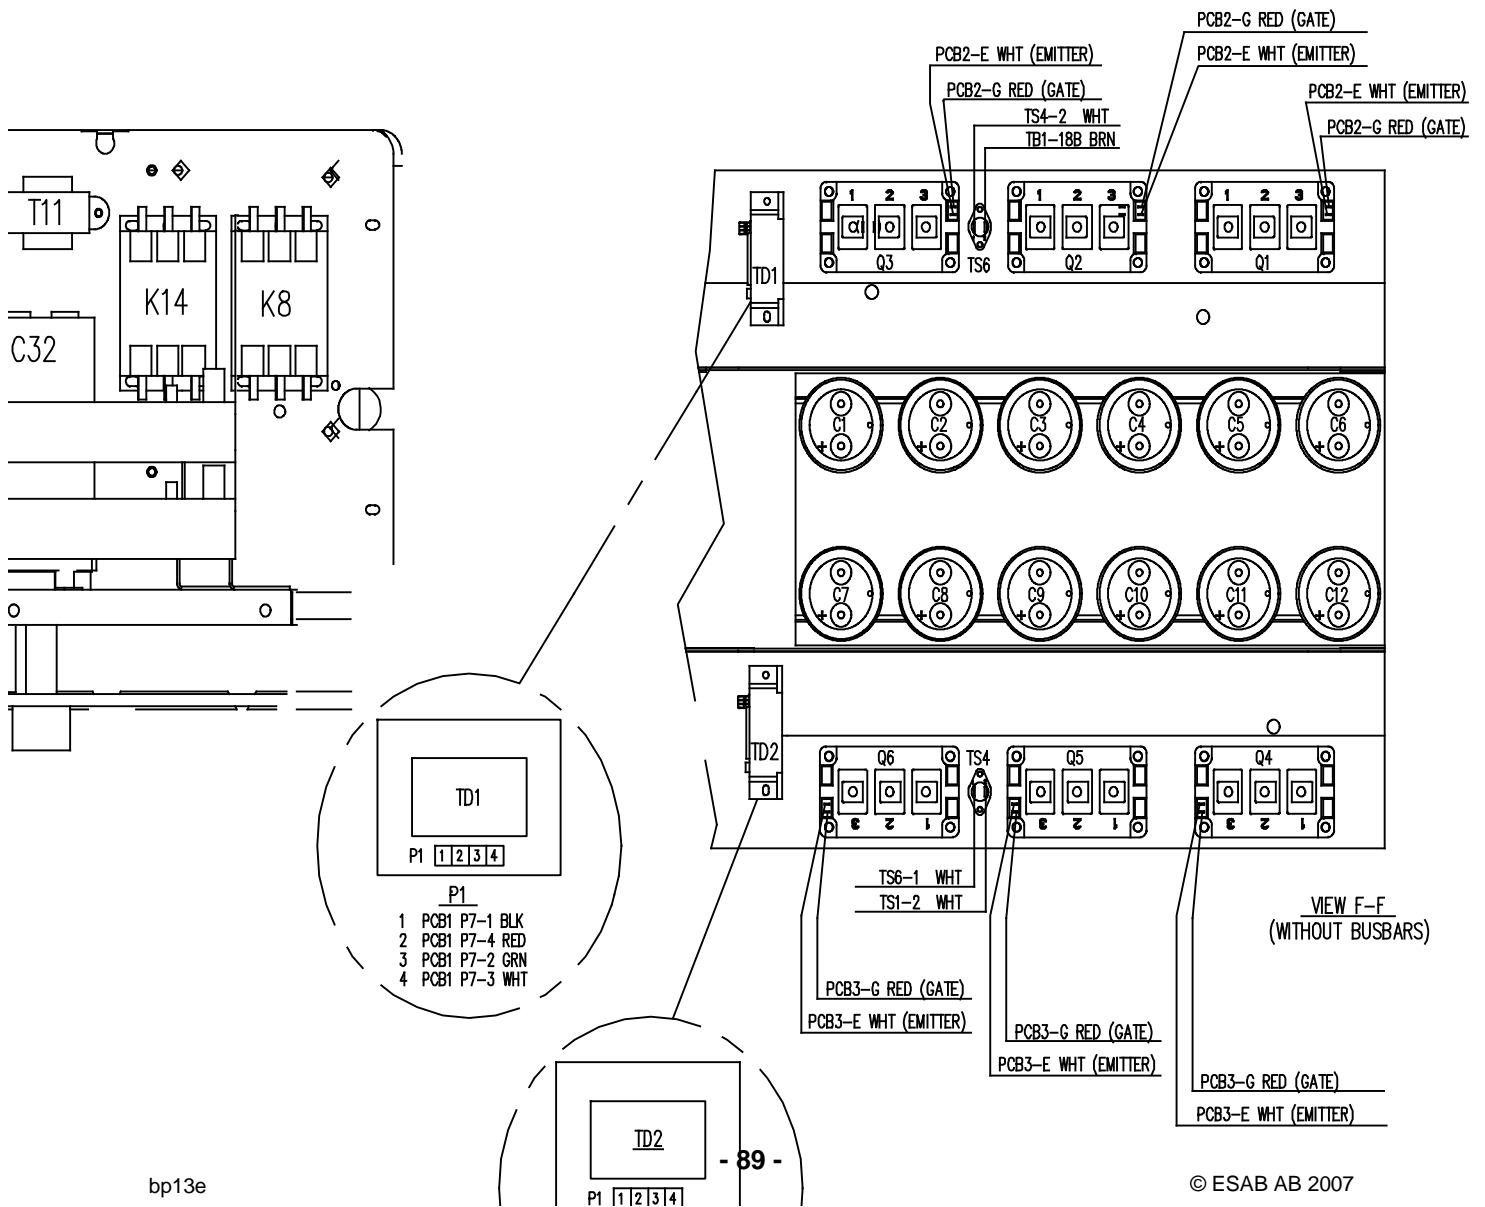 PCB2-G RED (GATE)
PCB2-E WHT (EMITTER)
PCB2-E WHT (EMITTER)
PCB2-G RED (GATE)
PCB2-E WHT (EMITTER)
PCB2-G RED (GATE)
TS4-2 WHT
TB1-18B BRN
T11
K14
K8
C32
TD1
1 2 3
Q3
TS6
1 2 3
Q2
1 2 3
Q1
C1
C2
C3
C4
C5
C6
+ + + + + +
C7
C8
C9
C10
C11
C12
+ + + + + +
TD2
Q6
TS4
Q5
Q4
3 2 1
3 2 1
3 2 1
TS6-1 WHT
TS1-2 WHT
VIEW F-F
(WITHOUT BUSBARS)
TD1
P1 1 2 3 4
P1
1 PCB1 P7-1 BLK
2 PCB1 P7-4 RED
3 PCB1 P7-2 GRN
4 PCB1 P7-3 WHT
PCB3-G RED (GATE)
PCB3-E WHT (EMITTER)
PCB3-G RED (GATE)
PCB3-E WHT (EMITTER)
PCB3-G RED (GATE)
PCB3-E WHT (EMITTER)
TD2
P1 1 2 3 4
- 89 -
bp13e
© ESAB AB 2007